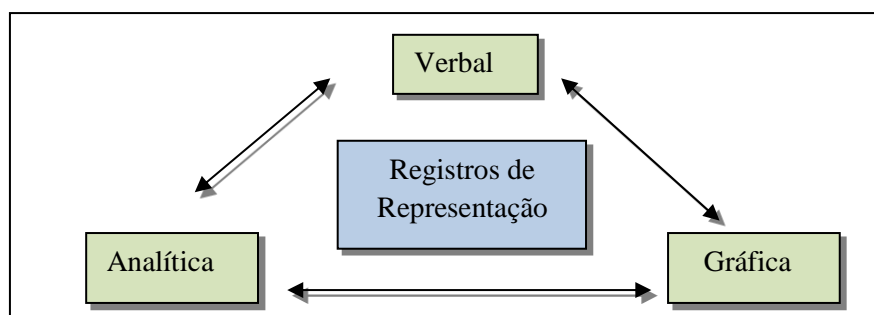 Verbal
Registros de
Representação
Analítica
Gráfica